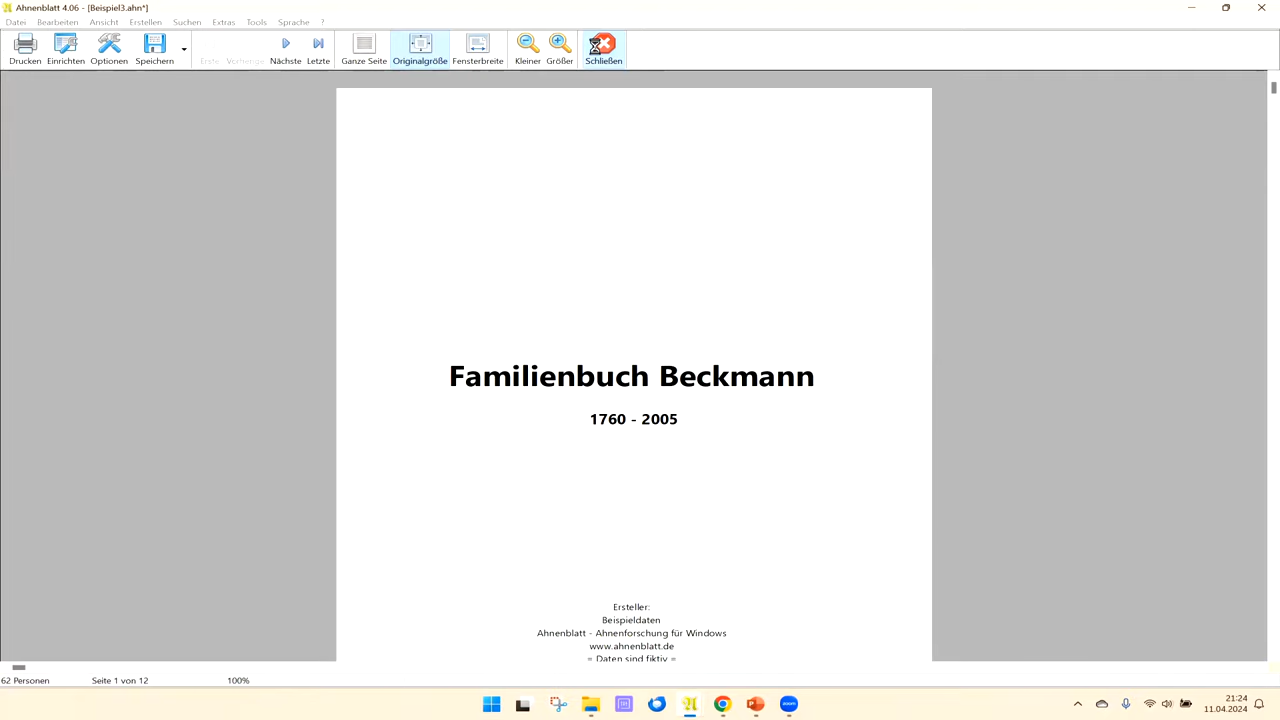 Ahnenblatt 4.06 - [Beispiel3.ahn*]
Datei Bearbeiten Ansicht Erstellen Suchen Extras Tools Sprache ?
Drucken Einrichten Optionen Speichern Erste Vorherige Nächste Letzte Ganze Seite Originalgröße Fensterbreite Kleiner Größer Schließen
Familienbuch Beckmann
1760 - 2005
Ersteller:
Beispieldaten
Ahnenblatt - Ahnenforschung für Windows
www.ahnenblatt.de
= Daten sind fiktiv =
62 Personen Seite 1 von 12 100%
zoom
21:24
11.04.2024